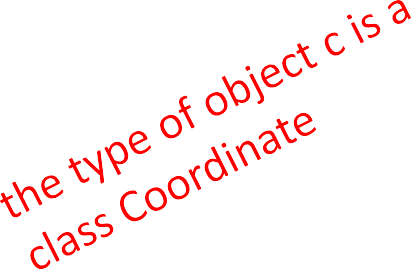 the type of object c is a
class Coordinate